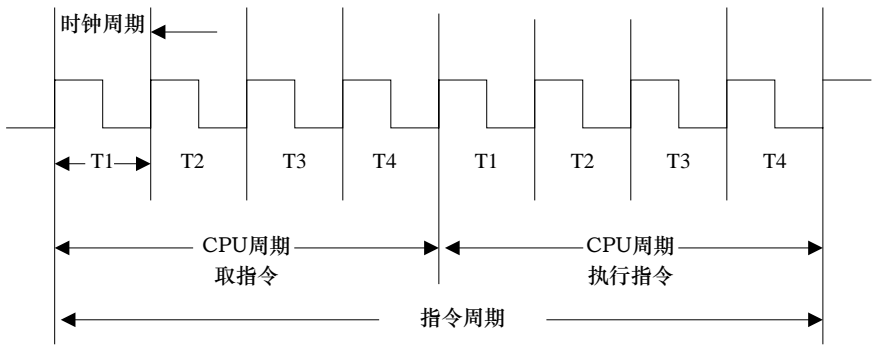 时钟周期
T1 T2 T3 T4 T1 T2 T3 T4
CPU周期 CPU周期
取指令 执行指令
指令周期